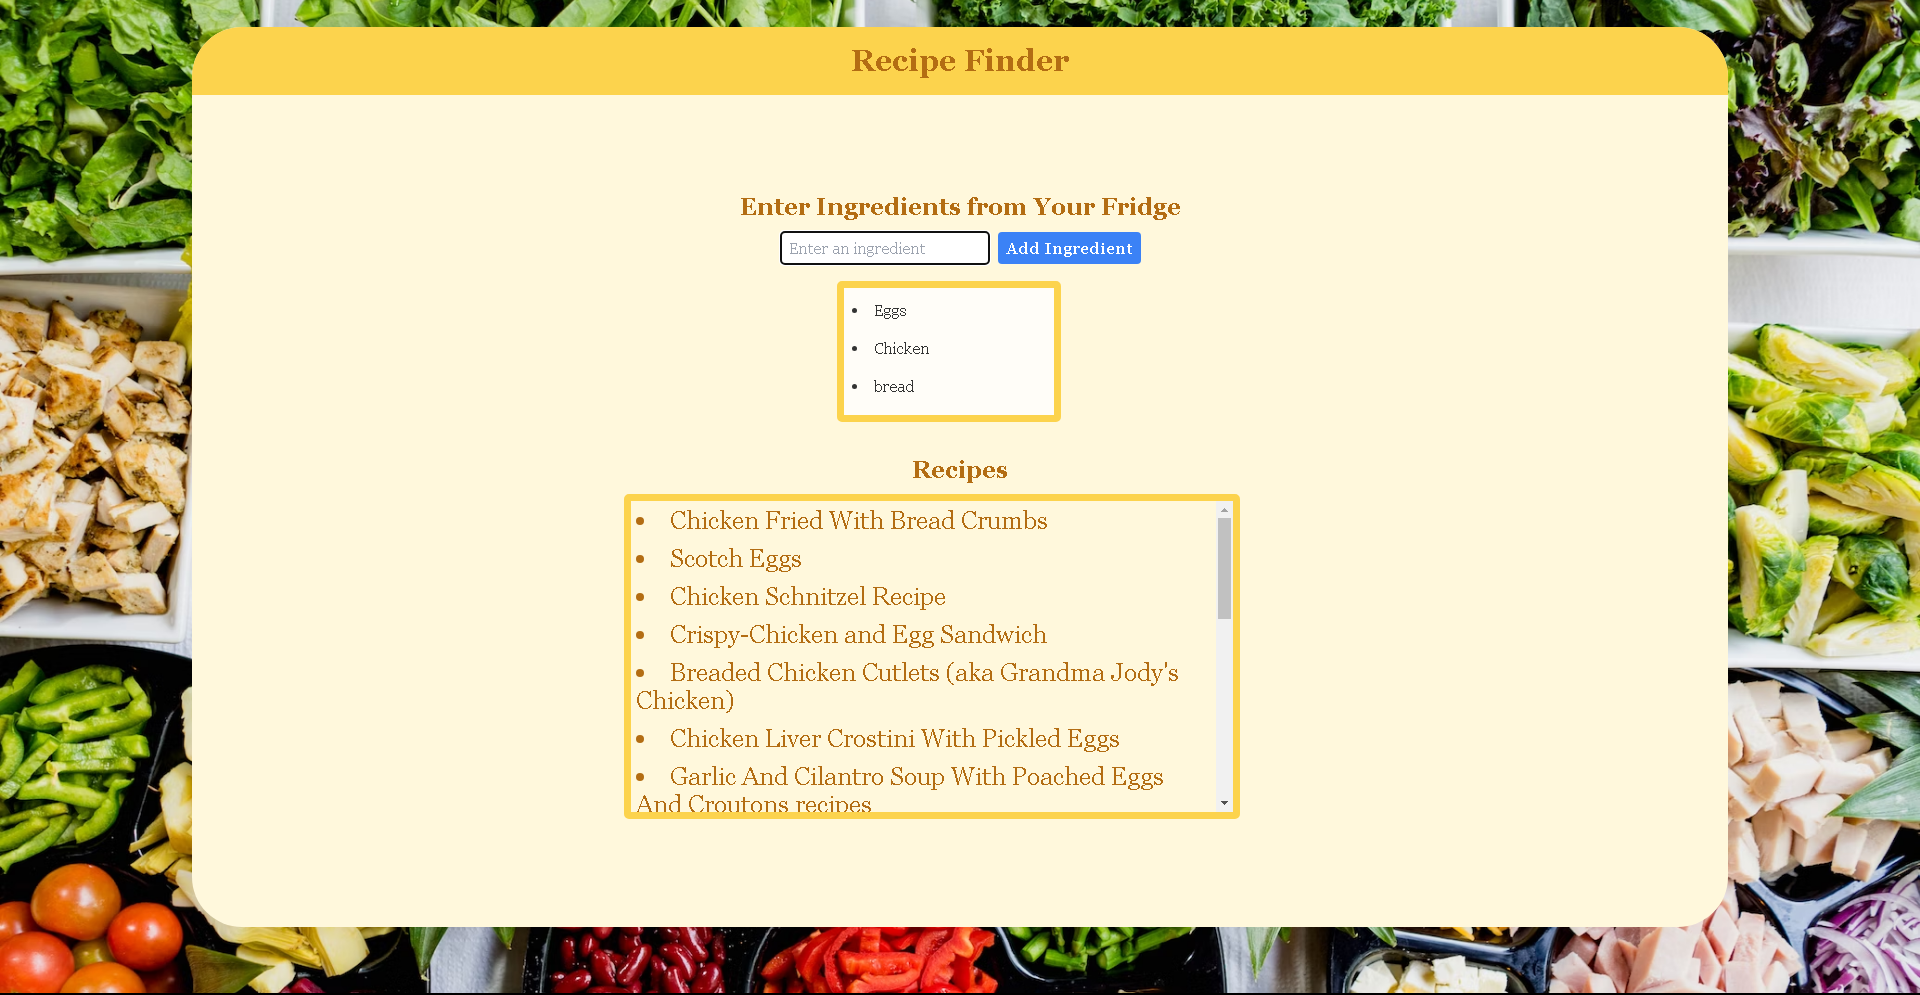 Recipe Finder
Enter Ingredients from Your Fridge
Enter an ingredient
Add Ingredient
Eggs
Chicken
bread
Recipes
Chicken Fried With Bread Crumbs
Scotch Eggs
Chicken Schnitzel Recipe
Crispy-Chicken and Egg Sandwich
Breaded Chicken Cutlets (aka Grandma Jody's
Chicken)
Chicken Liver Crostini With Pickled Eggs
Garlic And Cilantro Soup With Poached Eggs
And Croutons recipes